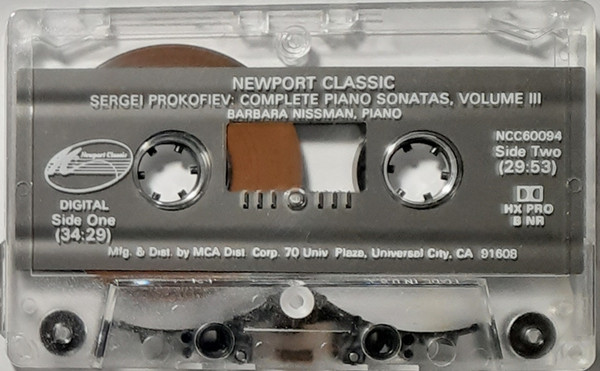 NEWPORT CLASSIC
SERGEI PROKOFIEV: COMPLETE PIANO SONATAS, VOLUME III
BARBARA NISSMAN, PIANO
Newport Classic
DIGITAL
Side One
(34:29)
NCC60094
Side Two
(29:53)
HX PRO
B NR
Mfg. & Dist. by MCA Dist. Corp. 70 Univ. Plaza, Universal City, CA 91608